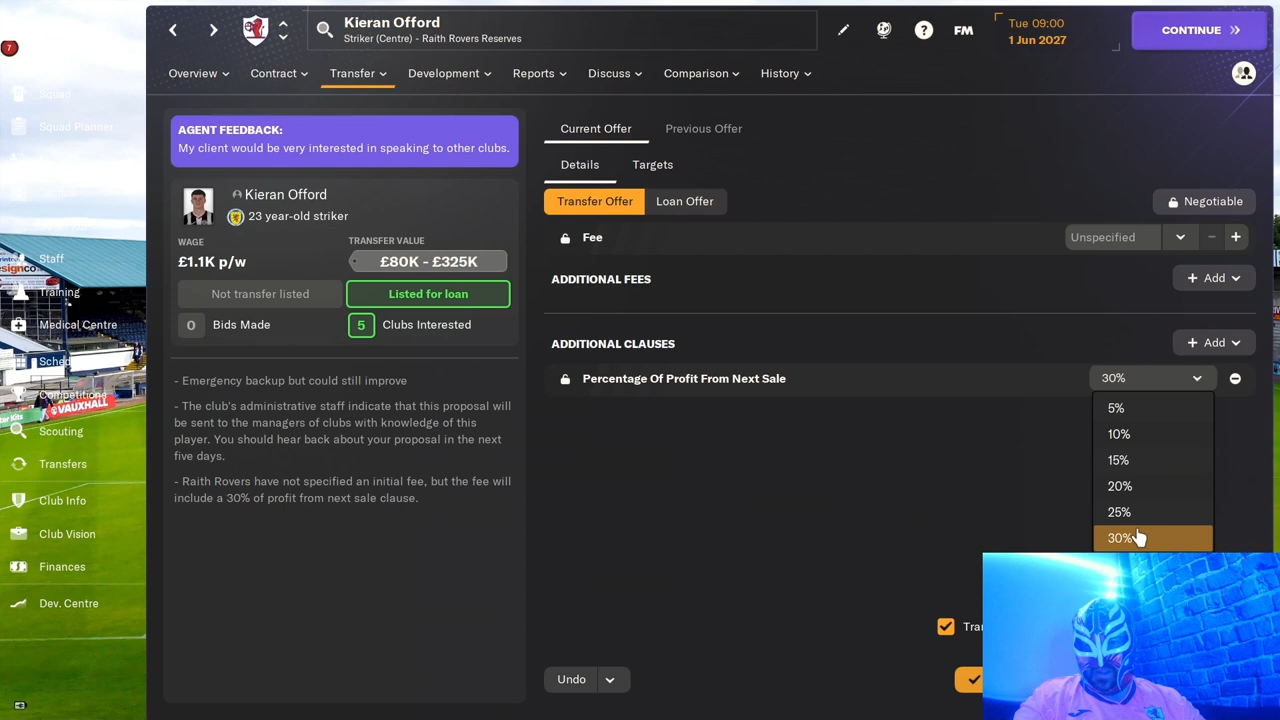 Kieran Offord
Striker (Centre) - Raith Rovers Reserves
FM
Tue 09:00
1 Jun 2027
CONTINUE
7
Overview
Contract
Transfer
Development
Reports
Discuss
Comparison
History
Squad
Squad Planner
Staff
Training
Medical Centre
Sched
Competitions
Scouting
Transfers
Club Info
Club Vision
Finances
Dev. Centre
VAUXHALL
AGENT FEEDBACK:
My client would be very interested in speaking to other clubs.
Kieran Offord
23 year-old striker
WAGE
TRANSFER VALUE
£1.1K p/w
£80K - £325K
Not transfer listed
Listed for loan
0 Bids Made
5 Clubs Interested
- Emergency backup but could still improve
- The club's administrative staff indicate that this proposal will
be sent to the managers of clubs with knowledge of this
player. You should hear back about your proposal in the next
five days.
- Raith Rovers have not specified an initial fee, but the fee will
include a 30% of profit from next sale clause.
Current Offer
Previous Offer
Details
Targets
Transfer Offer
Loan Offer
Negotiable
Fee
Unspecified
ADDITIONAL FEES
+ Add
ADDITIONAL CLAUSES
+ Add
Percentage Of Profit From Next Sale
30%
5%
10%
15%
20%
25%
30%
Undo